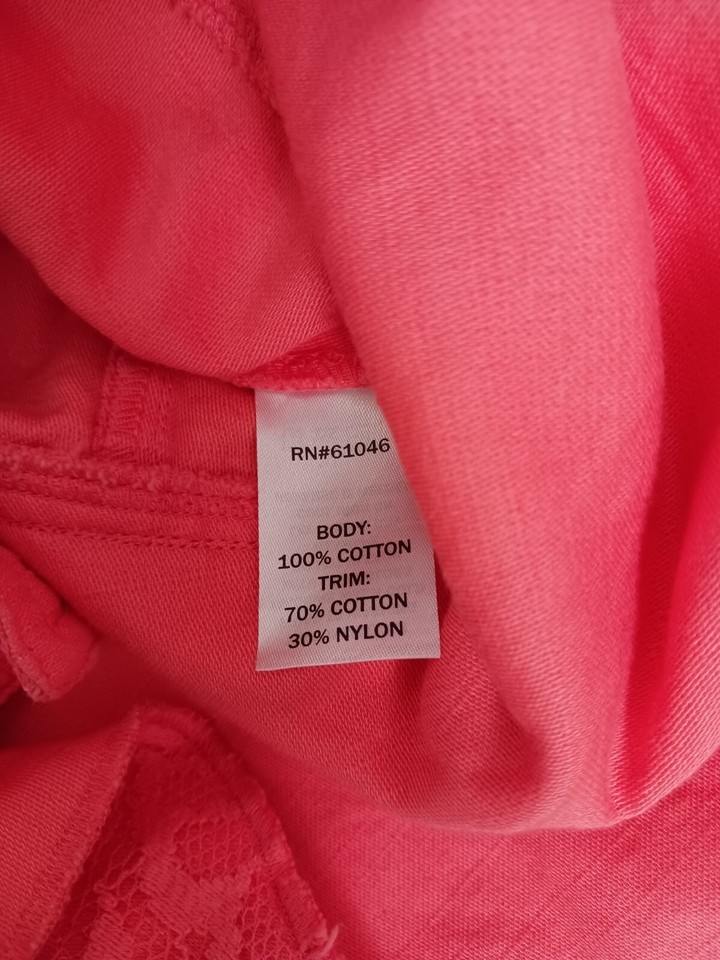 RN#61046
BODY:
100% COTTON
TRIM:
70% COTTON
30% NYLON